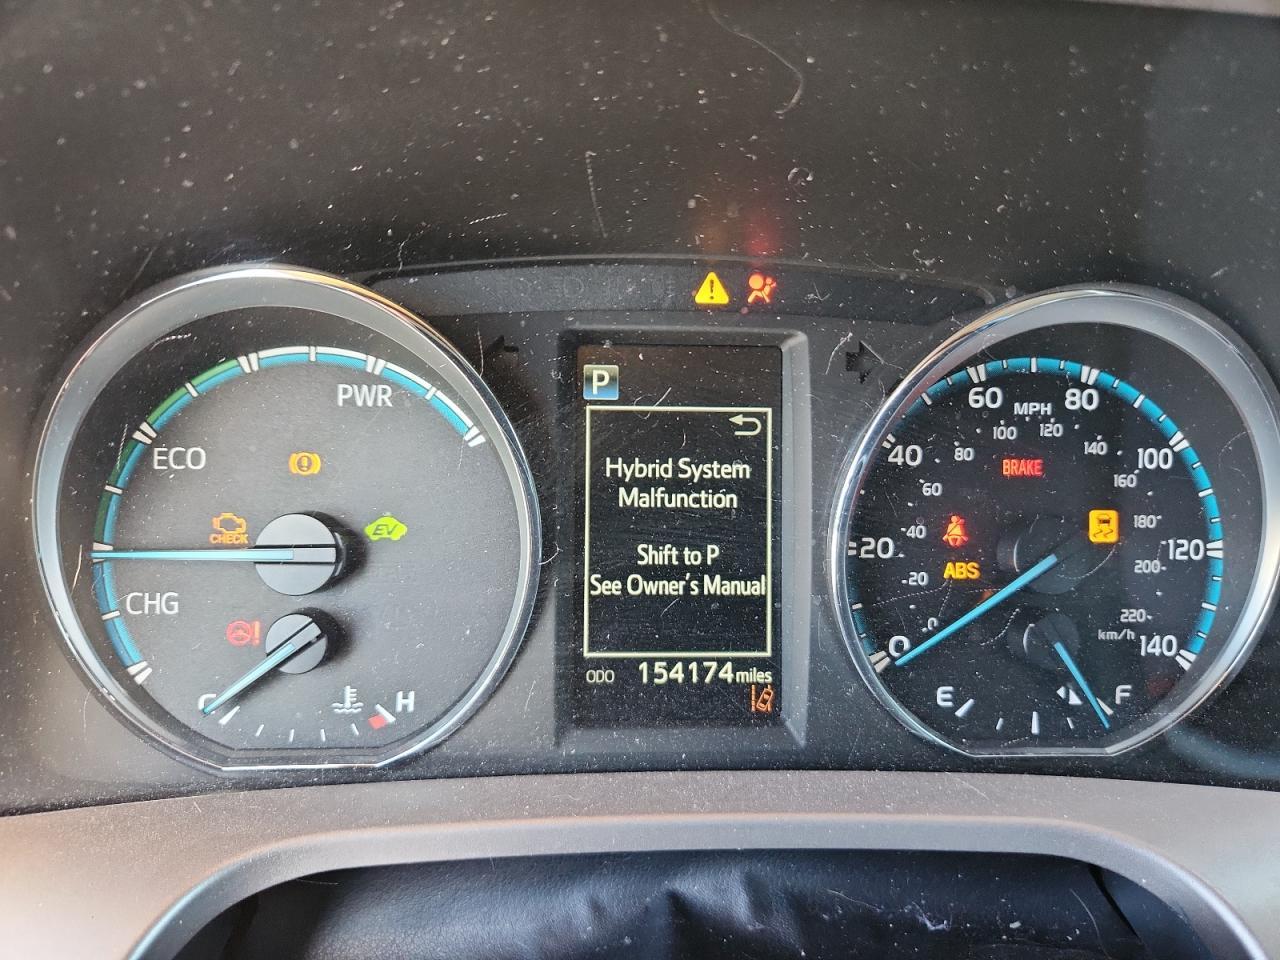 PWR
ECO
CHECK
EV
CHG
C
H
P
Hybrid System
Malfunction
Shift to P
See Owner's Manual
ODO 154174 miles
60 MPH 80
100 120
40 80 BRAKE 140 100
60 160
40 180
20 ABS 200 120
20
0 0 220 km/h 140
E F